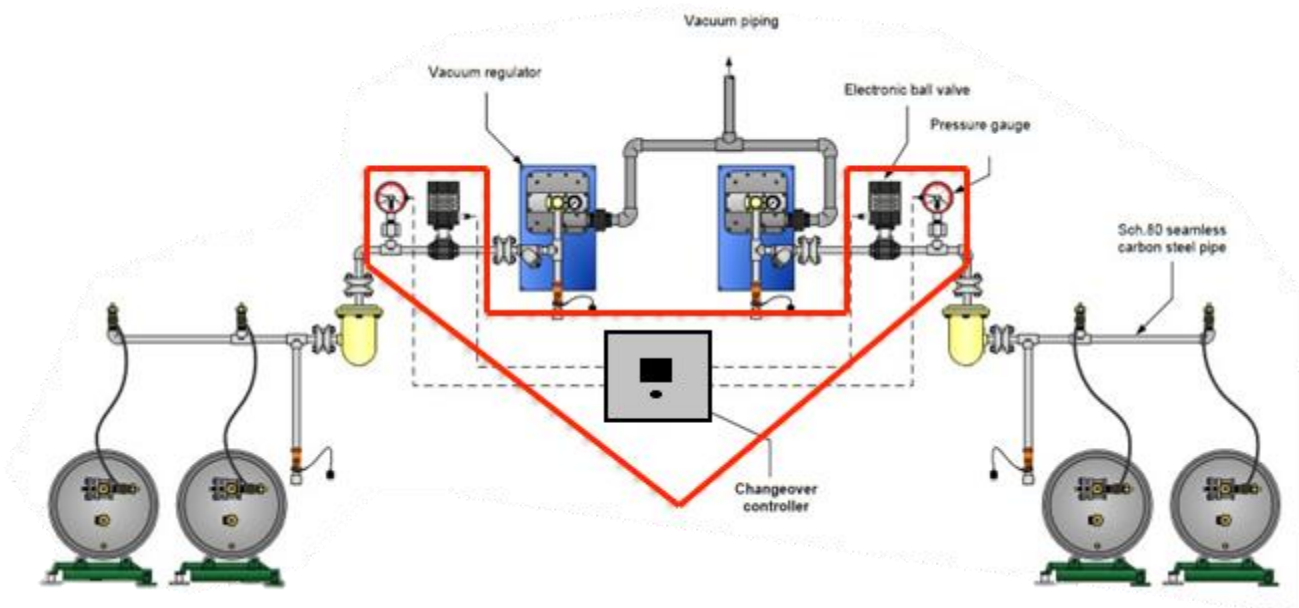 Vacuum piping
Vacuum regulator
Electronic ball valve
Pressure gauge
Sch.80 seamless
carbon steel pipe
Changeover
controller